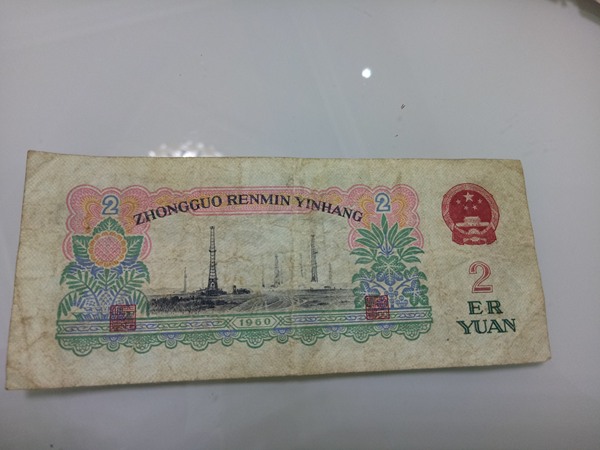 2
ZHONGGUO RENMIN YINHANG
2
1960
2
ER
YUAN